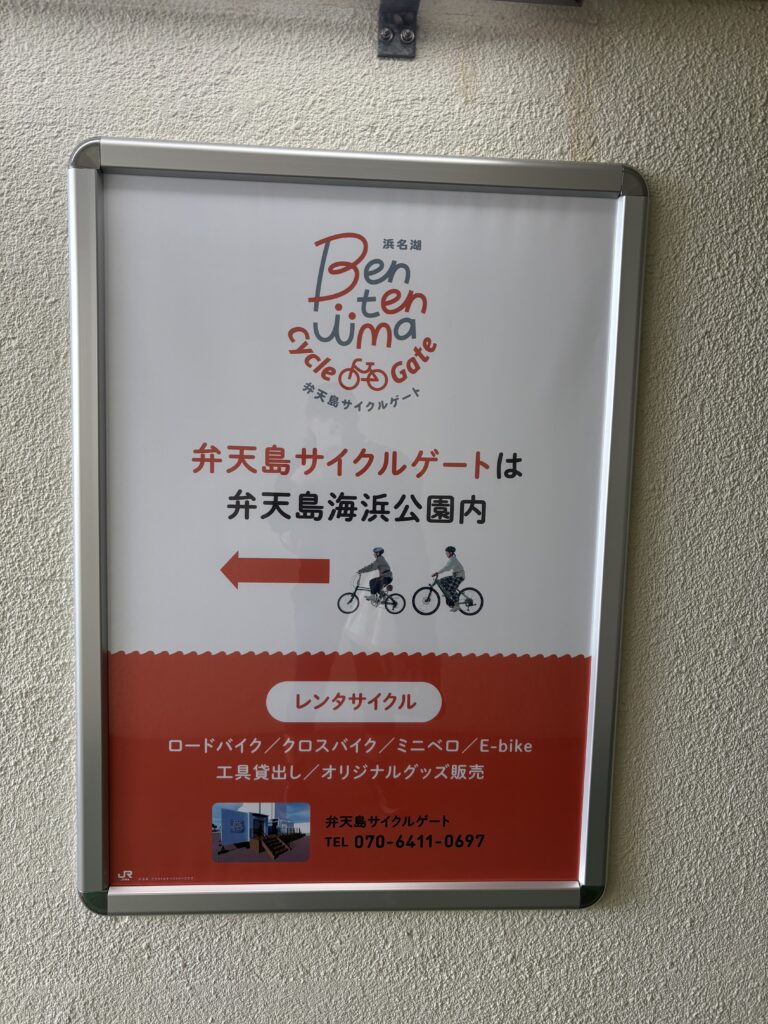 浜名湖
Ben
ten
jima
Cycle Gate
弁天島サイクルゲート
弁天島サイクルゲートは
弁天島海浜公園内
レンタサイクル
ロードバイク／クロスバイク／ミニベロ／E-bike
工具貸出し／オリジナルグッズ販売
弁天島サイクルゲート
TEL 070-6411-0697
JR